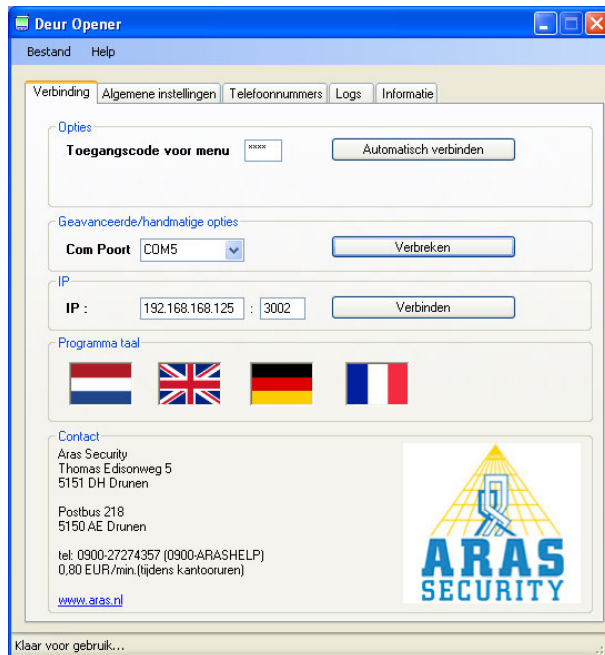 Deur Opener
Bestand Help
Verbinding Algemene instellingen Telefoonnummers Logs Informatie
Opties
Toegangscode voor menu **** Automatisch verbinden
Geavanceerde/handmatige opties
Com Poort COM5 Verbreken
IP
IP : 192.168.168.125 : 3002 Verbinden
Programma taal
Contact
Aras Security
Thomas Edisonweg 5
5151 DH Drunen
Postbus 218
5150 AE Drunen
tel: 0900-27274357 (0900-ARASHELP)
0,80 EUR/min.(tijdens kantooruren)
www.aras.nl
ARAS
SECURITY
Klaar voor gebruik...